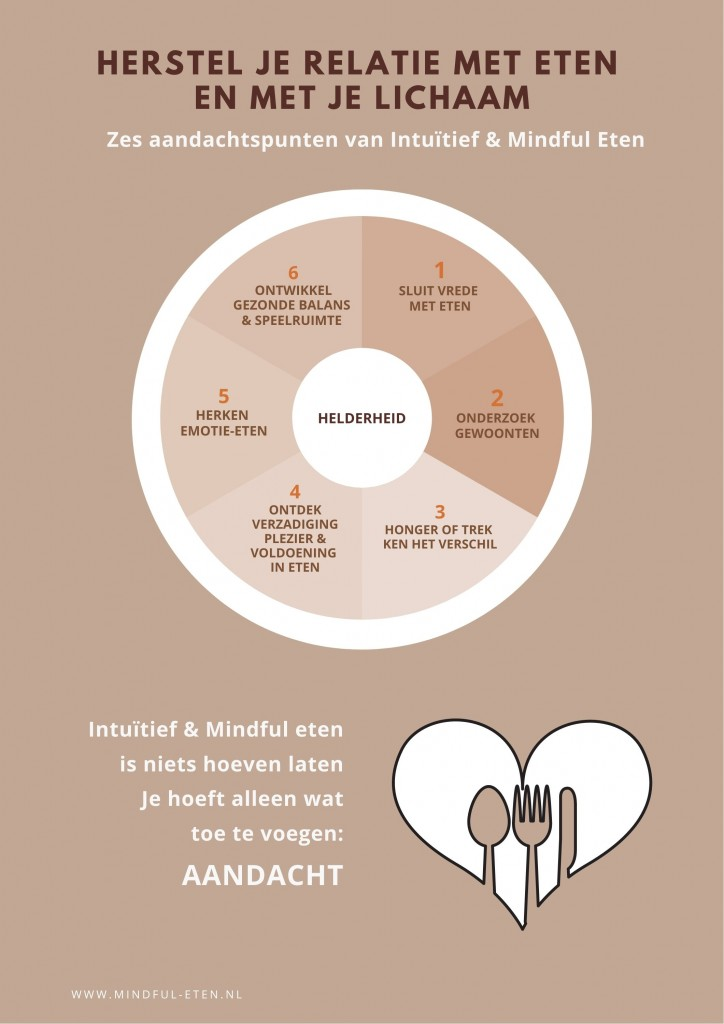 HERSTEL JE RELATIE MET ETEN
EN MET JE LICHAAM
Zes aandachtspunten van Intuïtief & Mindful Eten
1
SLUIT VREDE
MET ETEN
2
ONDERZOEK
GEWOONTEN
3
HONGER OF TREK
KEN HET VERSCHIL
4
ONTDEK
VERZADIGING
PLEZIER &
VOLDOENING
IN ETEN
5
HERKEN
EMOTIE-ETEN
6
ONTWIKKEL
GEZONDE BALANS
& SPEELRUIMTE
HELDERHEID
Intuïtief & Mindful eten
is niets hoeven laten
Je hoeft alleen wat
toe te voegen:
AANDACHT
WWW.MINDFUL-ETEN.NL